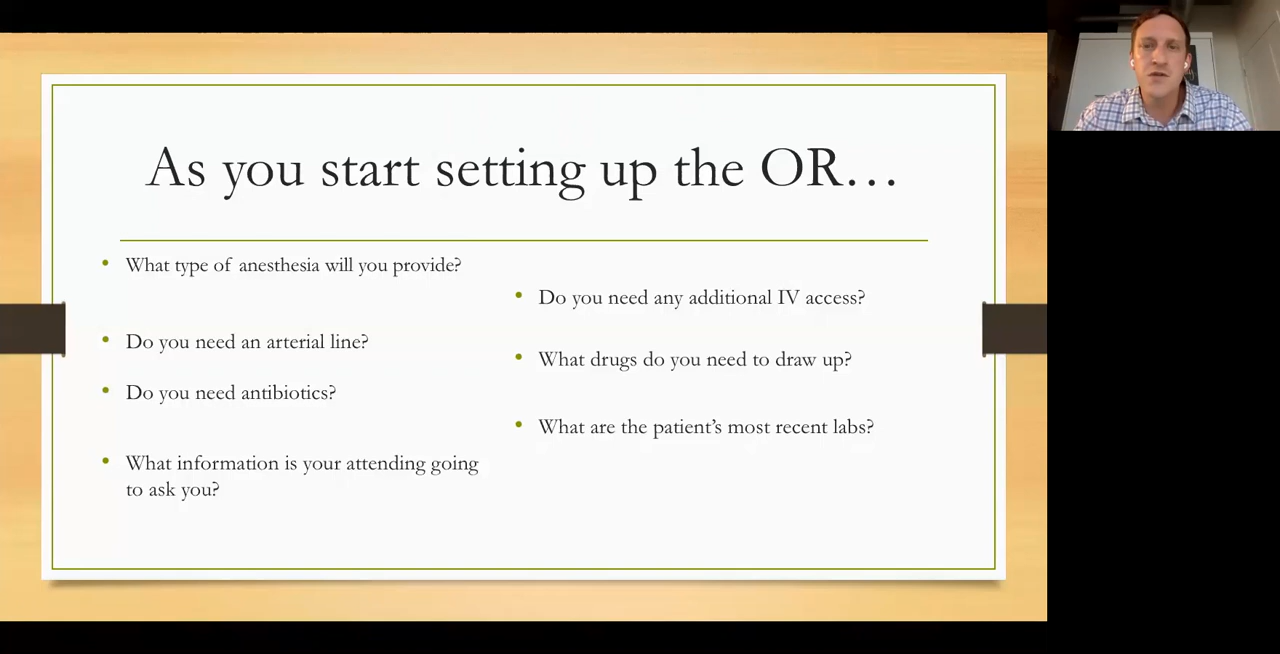 As you start setting up the OR…
What type of anesthesia will you provide?
Do you need an arterial line?
Do you need antibiotics?
What information is your attending going
to ask you?
Do you need any additional IV access?
What drugs do you need to draw up?
What are the patient’s most recent labs?